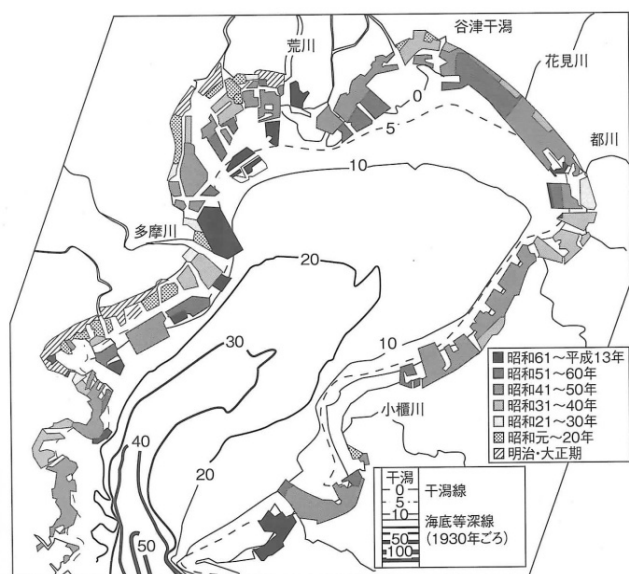 谷津干潟
荒川
花見川
0
5
都川
10
多摩川
20
30
10
小櫃川
40
20
50
昭和61～平成13年
昭和51～60年
昭和41～50年
昭和31～40年
昭和21～30年
昭和元～20年
明治・大正期
干潟
0
5
10
50
100
干潟線
海底等深線
(1930年ごろ)